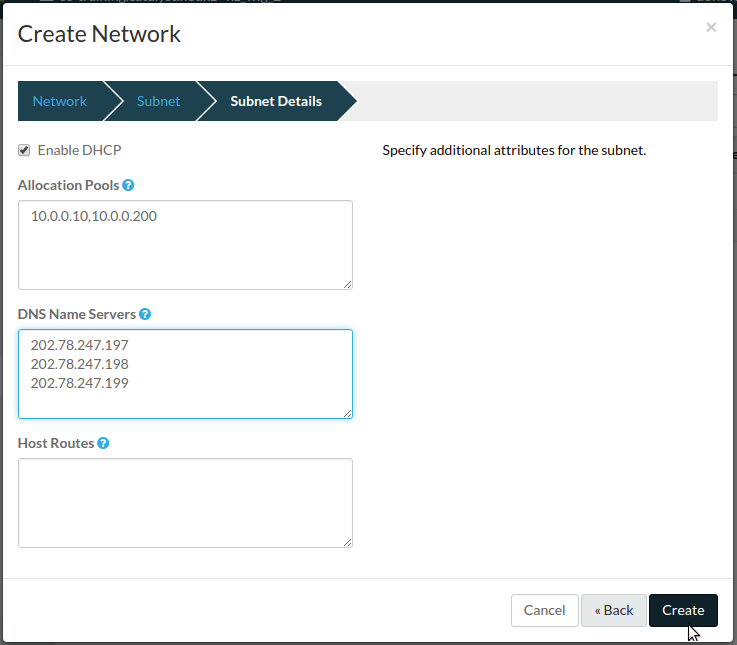 Create Network
×
Network Subnet Subnet Details
Enable DHCP
Specify additional attributes for the subnet.
Allocation Pools ?
10.0.0.10,10.0.0.200
DNS Name Servers ?
202.78.247.197
202.78.247.198
202.78.247.199
Host Routes ?
Cancel « Back Create